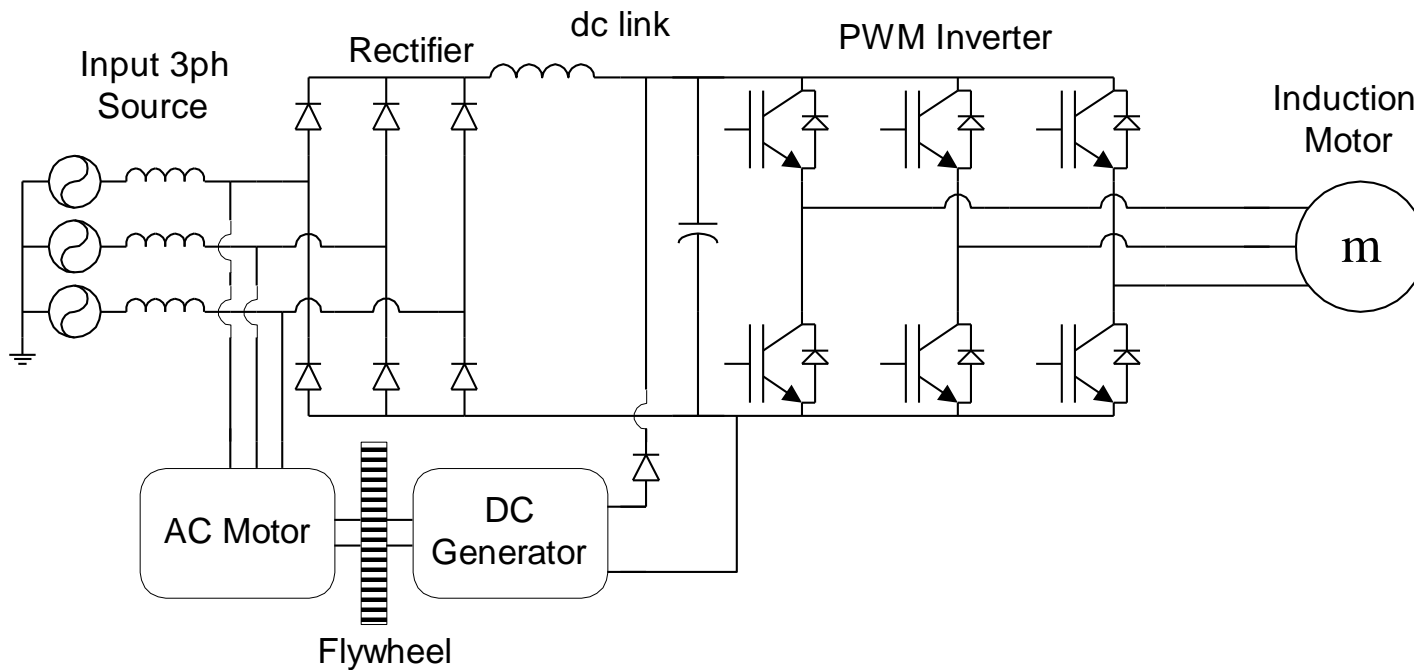 dc link
Rectifier
PWM Inverter
Input 3ph
Source
Induction
Motor
m
AC Motor
DC
Generator
Flywheel